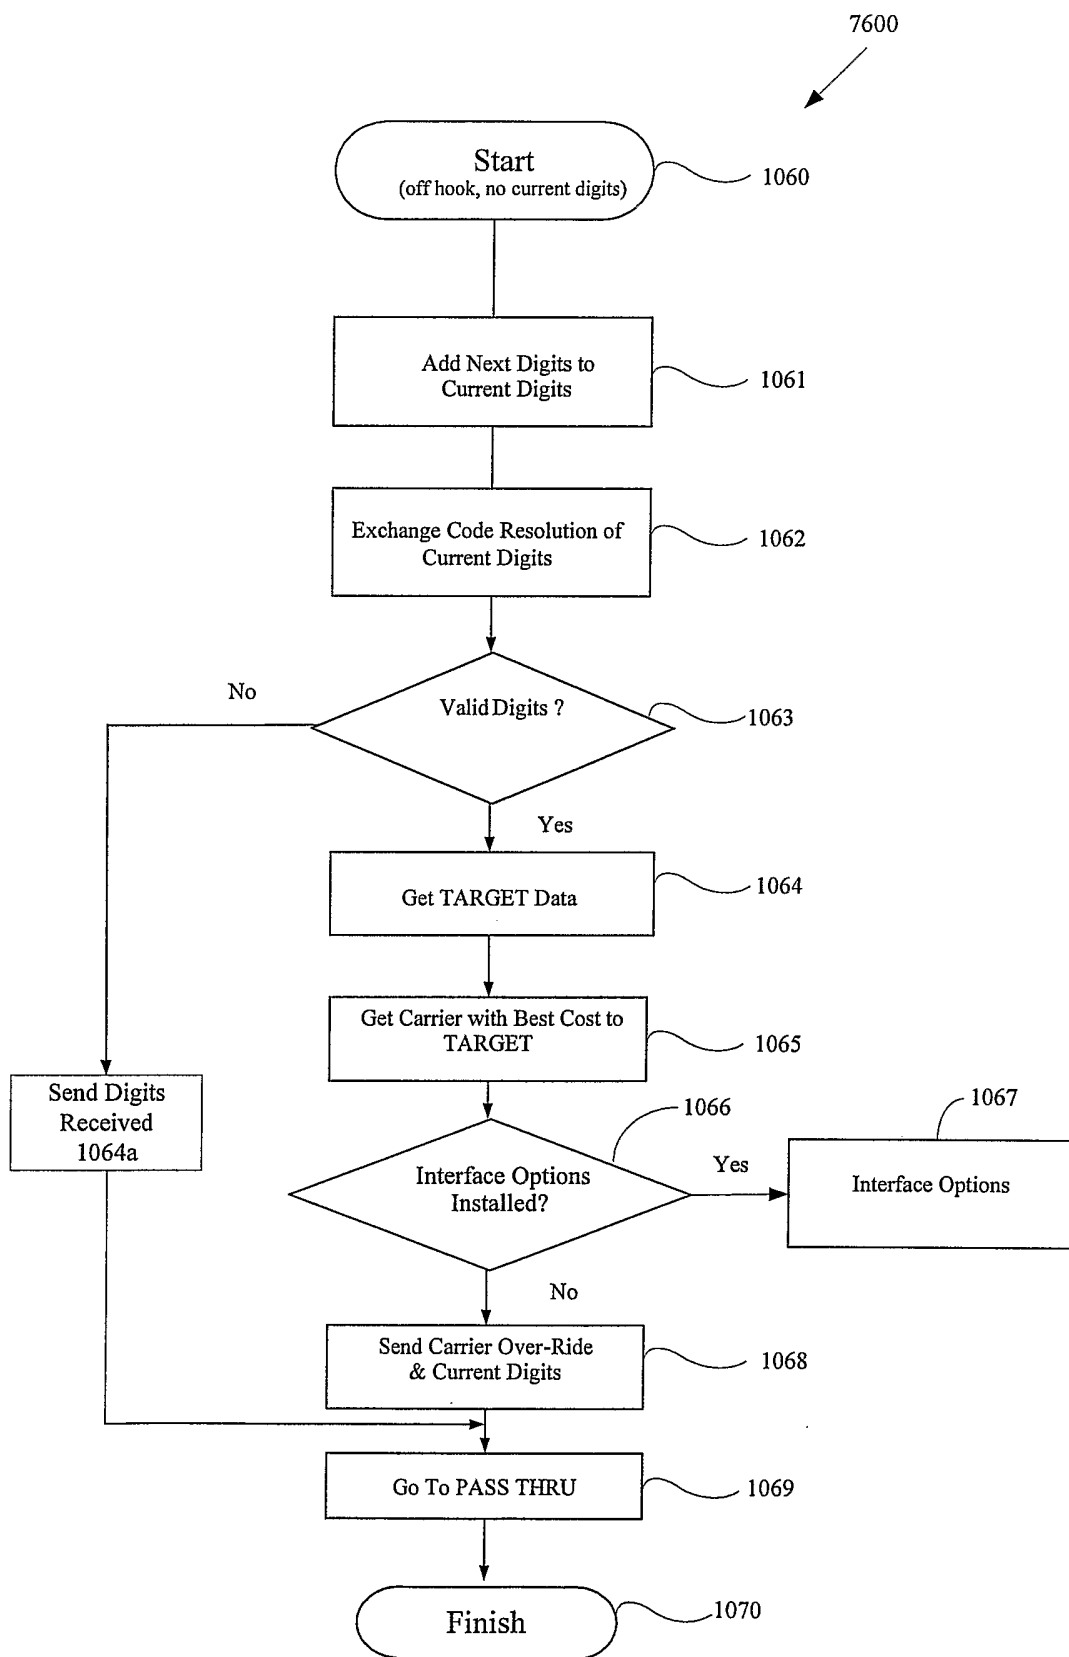 7600
Start
(off hook, no current digits)
1060
Add Next Digits to
Current Digits
1061
Exchange Code Resolution of
Current Digits
1062
No
Valid Digits ?
1063
Yes
Get TARGET Data
1064
Get Carrier with Best Cost to
TARGET
1065
Send Digits
Received
1064a
1066
1067
Interface Options
Installed?
Yes
Interface Options
No
Send Carrier Over-Ride
& Current Digits
1068
Go To PASS THRU
1069
Finish
1070